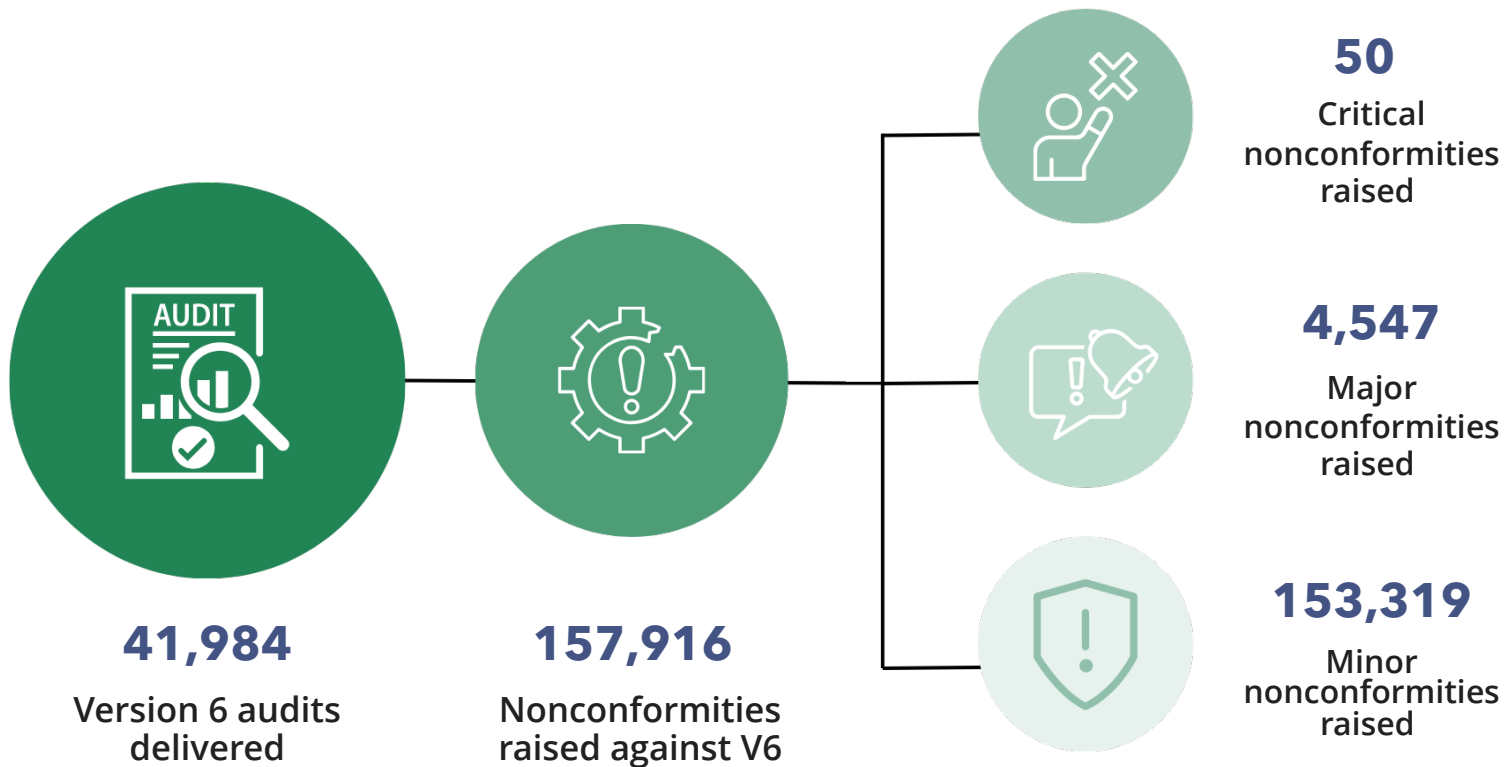 AUDIT
41,984
Version 6 audits
delivered
157,916
Nonconformities
raised against V6
50
Critical
nonconformities
raised
4,547
Major
nonconformities
raised
153,319
Minor
nonconformities
raised